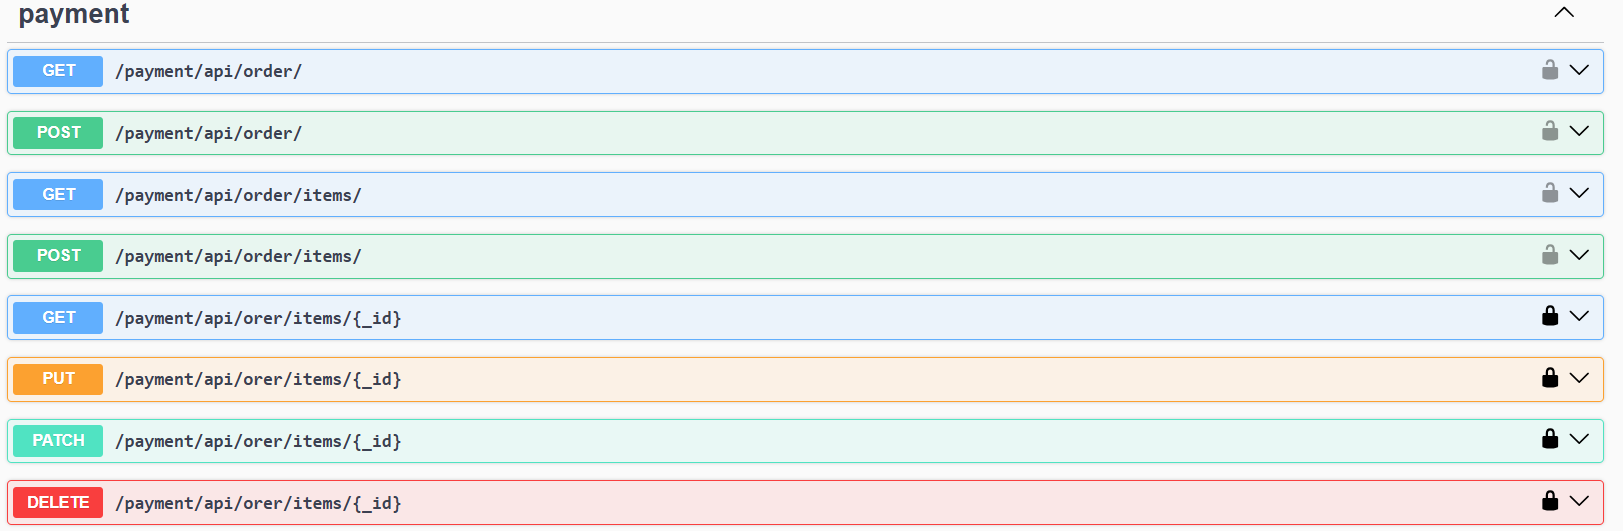 payment
GET /payment/api/order/
POST /payment/api/order/
GET /payment/api/order/items/
POST /payment/api/order/items/
GET /payment/api/orer/items/{_id}
PUT /payment/api/orer/items/{_id}
PATCH /payment/api/orer/items/{_id}
DELETE /payment/api/orer/items/{_id}